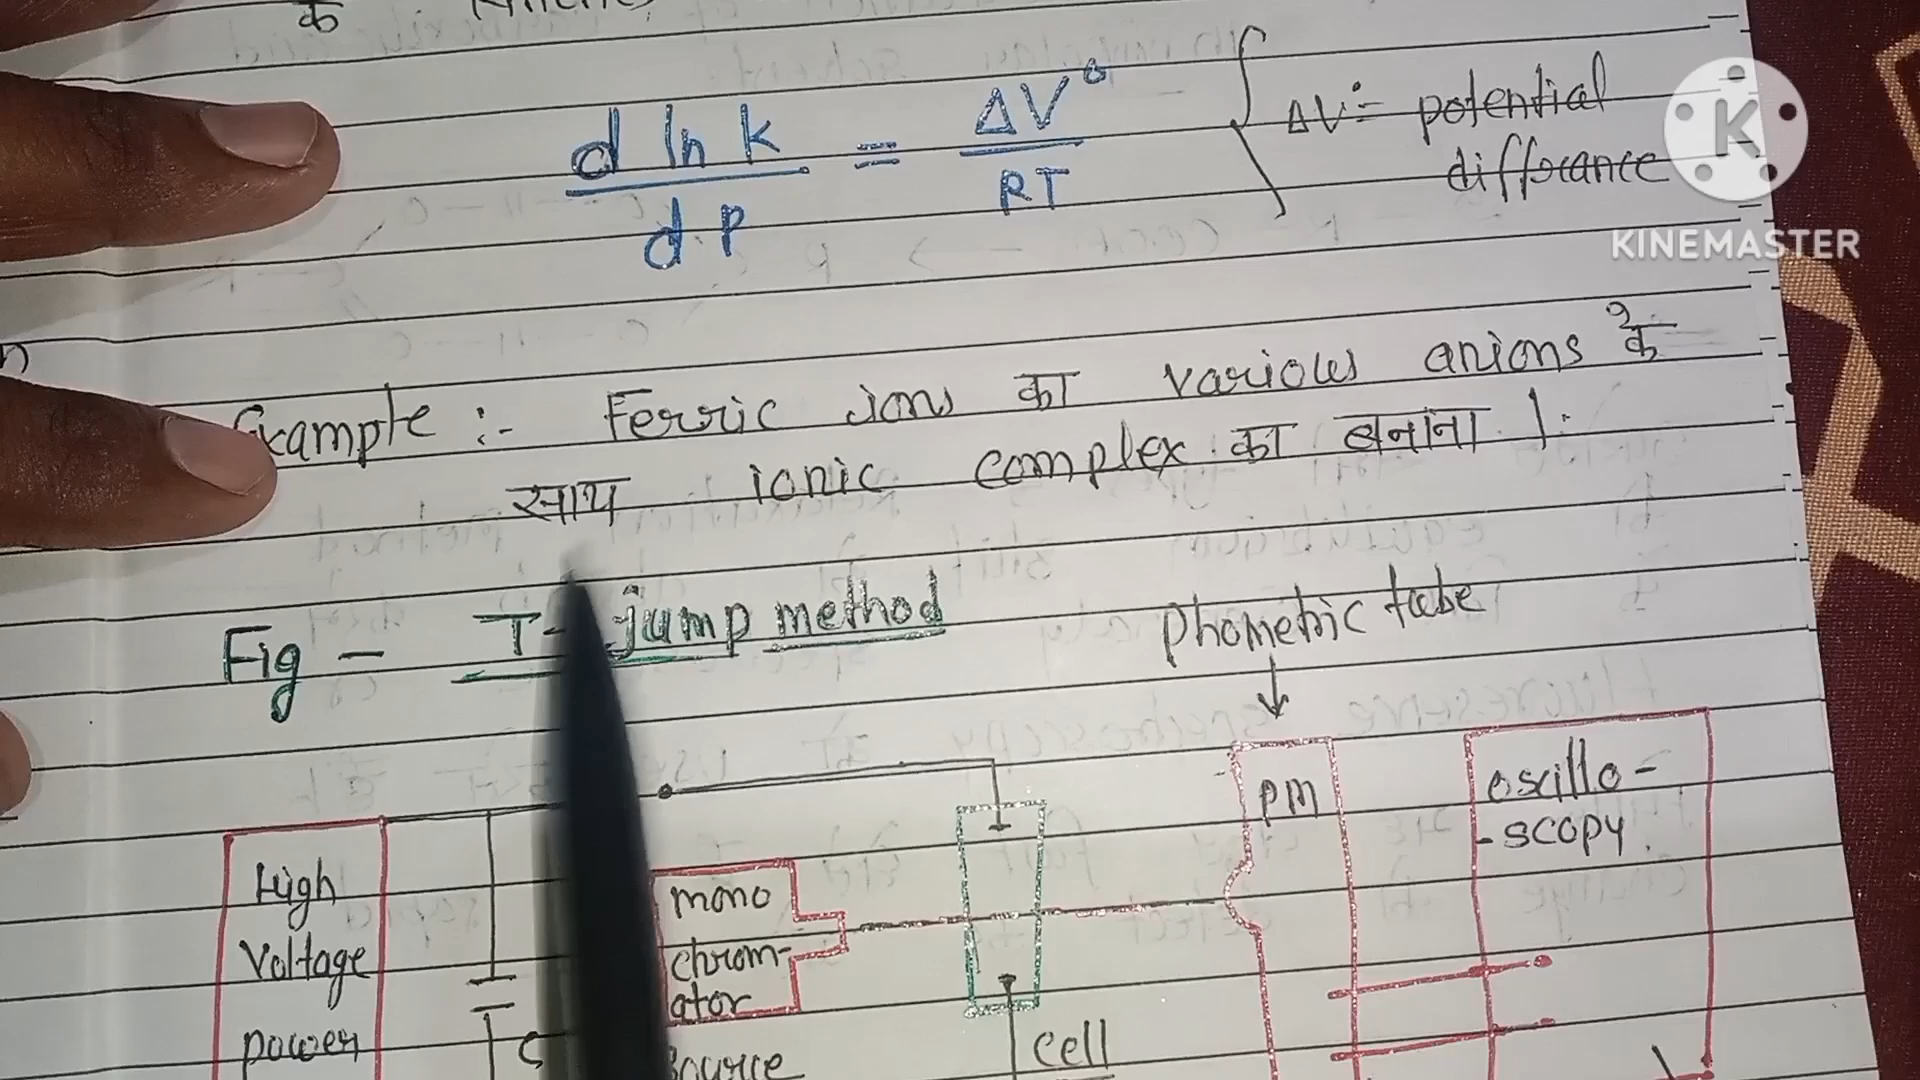 d ln k / d P = ΔV° / RT
ΔV° = potential
differance
KINEMASTER
Example :- Ferric ions का various anions के
साथ ionic complex का बनाना ।
Fig - T- jump method
Phometric tube
PM
oscillo-
-scopy
High
Voltage
power
mono
chrom-
ator
source
C
cell